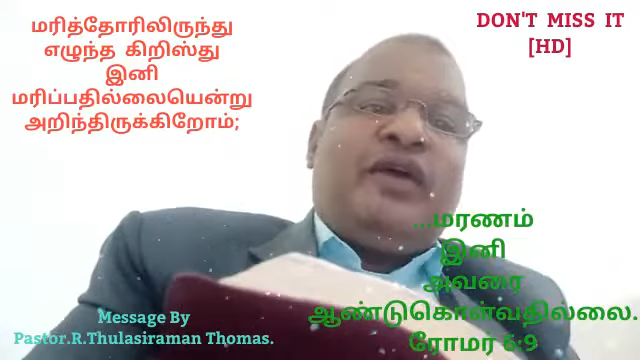 மரித்தோரிலிருந்து
எழுந்த கிறிஸ்து
இனி
மரிப்பதில்லையென்று
அறிந்திருக்கிறோம்;
DON'T MISS IT
[HD]
...மரணம்
இனி
அவரை
ஆண்டுகொள்வதில்லை.
ரோமர 6:9
Message By
Pastor.R.Thulasiraman Thomas.